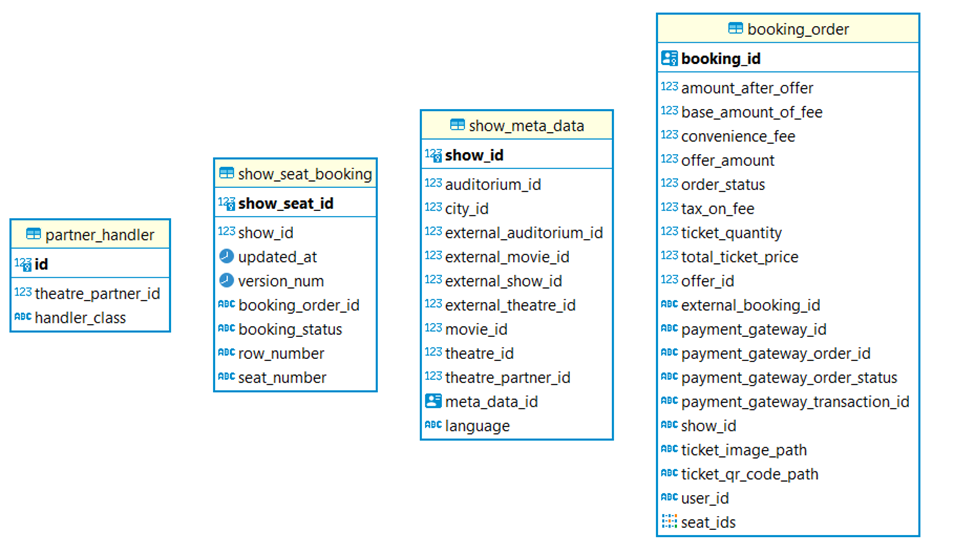 partner_handler
123 id
123 theatre_partner_id
ABC handler_class
show_seat_booking
123 show_seat_id
123 show_id
updated_at
version_num
ABC booking_order_id
ABC booking_status
ABC row_number
ABC seat_number
show_meta_data
123 show_id
123 auditorium_id
123 city_id
123 external_auditorium_id
123 external_movie_id
123 external_show_id
123 external_theatre_id
123 movie_id
123 theatre_id
123 theatre_partner_id
meta_data_id
ABC language
booking_order
booking_id
123 amount_after_offer
123 base_amount_of_fee
123 convenience_fee
123 offer_amount
123 order_status
123 tax_on_fee
123 ticket_quantity
123 total_ticket_price
123 offer_id
ABC external_booking_id
ABC payment_gateway_id
ABC payment_gateway_order_id
ABC payment_gateway_order_status
ABC payment_gateway_transaction_id
ABC show_id
ABC ticket_image_path
ABC ticket_qr_code_path
ABC user_id
seat_ids